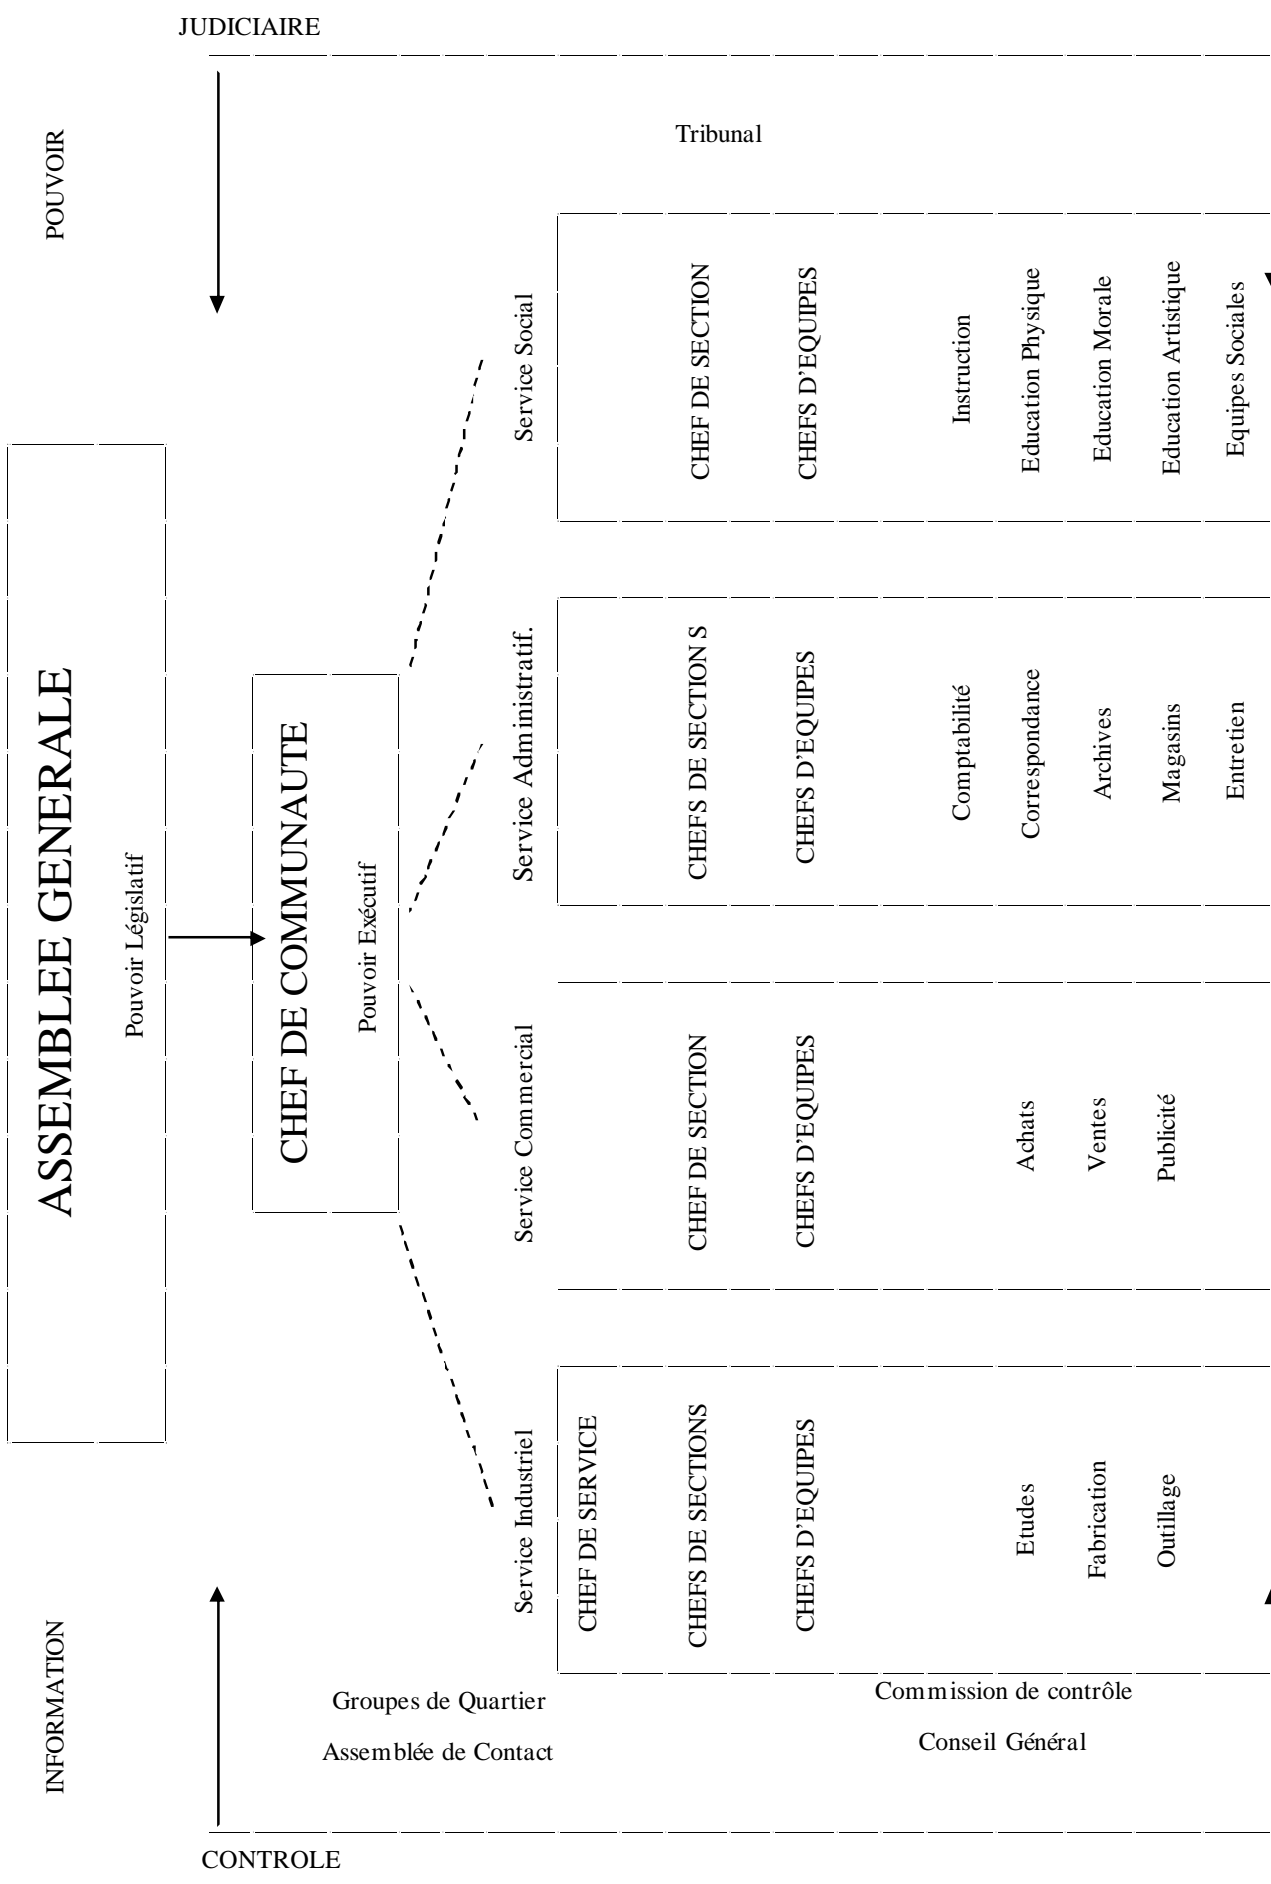 JUDICIAIRE
POUVOIR
Tribunal
ASSEMBLEE GENERALE
Pouvoir Législatif
CHEF DE COMMUNAUTE
Pouvoir Exécutif
Service Social
CHEF DE SECTION
CHEFS D'EQUIPES
Instruction
Education Physique
Education Morale
Education Artistique
Equipes Sociales
Service Administratif.
CHEFS DE SECTION S
CHEFS D'EQUIPES
Comptabilité
Correspondance
Archives
Magasins
Entretien
Service Commercial
CHEF DE SECTION
CHEFS D'EQUIPES
Achats
Ventes
Publicité
Service Industriel
CHEF DE SERVICE
CHEFS DE SECTIONS
CHEFS D'EQUIPES
Etudes
Fabrication
Outillage
INFORMATION
Groupes de Quartier
Assemblée de Contact
Commission de contrôle
Conseil Général
CONTROLE